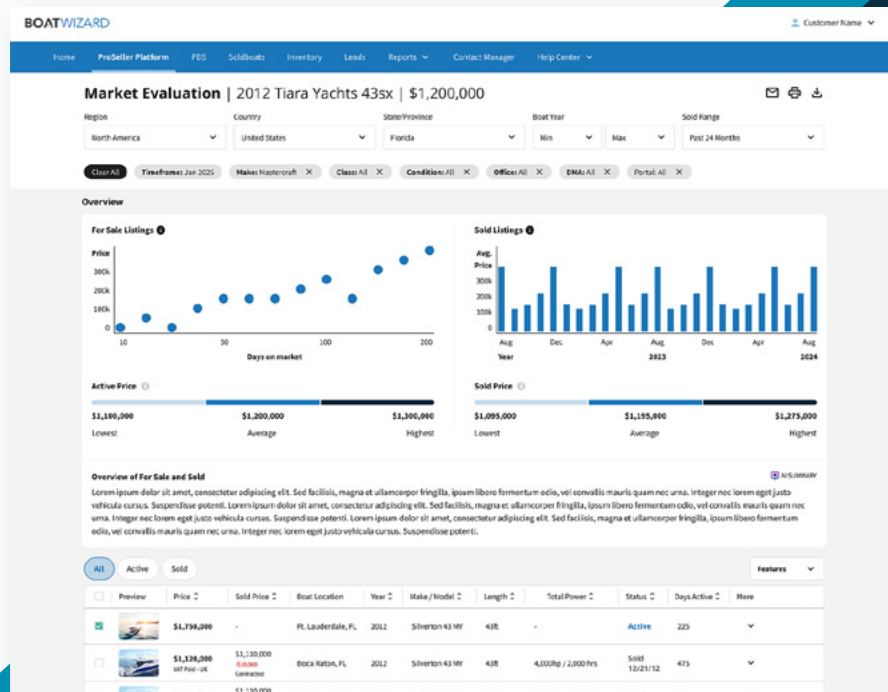 BOATWIZARD
Customer Name
Home ProSeller Platform PBS Soldboats Inventory Leads Reports Contact Manager Help Center
Market Evaluation | 2012 Tiara Yachts 43sx | $1,200,000
Region Country State/Province Boat Year Sold Range
North America United States Florida Min Max Past 24 Months
Clear All Timeframe: Jan 2025 Make: Mastercraft X Class: All X Condition: All X Office: All X DMA: All X Portal: All X
Overview
For Sale Listings
Price
300k
200k
100k
0
10 50 100 200
Days on market
Sold Listings
Avg.
Price
300k
200k
100k
0
Aug Dec Apr Aug Dec Apr Aug
Year 2023 2024
Active Price
$1,100,000 $1,200,000 $1,300,000
Lowest Average Highest
Sold Price
$1,095,000 $1,195,000 $1,275,000
Lowest Average Highest
Overview of For Sale and Sold
AI SUMMARY
Lorem ipsum dolor sit amet, consectetur adipiscing elit. Sed facilisis, magna et ullamcorper fringilla, ipsum libero fermentum odio, vel convallis mauris quam nec urna. Integer nec lorem eget justo
vehicula cursus. Suspendisse potenti. Lorem ipsum dolor sit amet, consectetur adipiscing elit. Sed facilisis, magna et ullamcorper fringilla, ipsum libero fermentum odio, vel convallis mauris quam nec
urna. Integer nec lorem eget justo vehicula cursus. Suspendisse potenti. Lorem ipsum dolor sit amet, consectetur adipiscing elit. Sed facilisis, magna et ullamcorper fringilla, ipsum libero fermentum
odio, vel convallis mauris quam nec urna. Integer nec lorem eget justo vehicula cursus. Suspendisse potenti.
All Active Sold Features
Preview Price Sold Price Boat Location Year Make / Model Length Total Power Status Days Active More
$1,750,000 - Ft. Lauderdale, FL 2012 Silverton 43 MY 43ft - Active 225
$1,120,000 $1,110,000 Boca Raton, FL 2012 Silverton 43 MY 43ft 4,000hp / 2,000 hrs Sold 475
VAT Paid - UK 12/21/12
Contracted